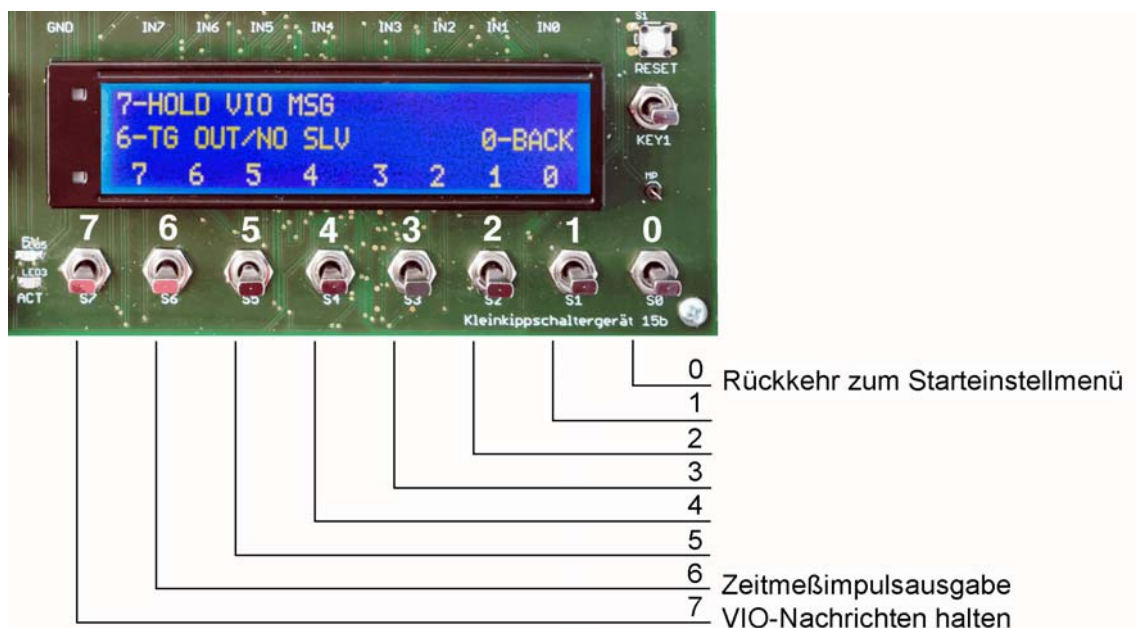 GND IN7 IN6 IN5 IN4 IN3 IN2 IN1 IN0
S1
RESET
7-HOLD VIO MSG
6-TG OUT/NO SLV 0-BACK
7 6 5 4 3 2 1 0
KEY1
MP
7 6 5 4 3 2 1 0
LED3
ACT
S7 S6 S5 S4 S3 S2 S1 S0
Kleinkippschaltergerät 15b
0 Rückkehr zum Starteinstellmenü
1
2
3
4
5
6 Zeitmeßimpulsausgabe
7 VIO-Nachrichten halten